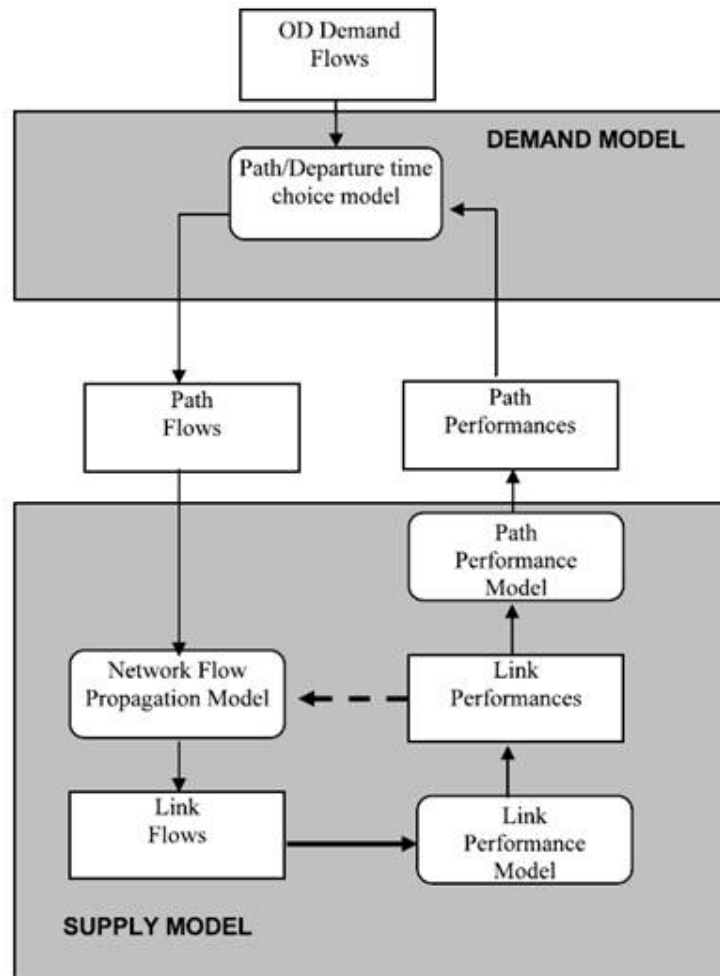 OD Demand
Flows
DEMAND MODEL
Path/Departure time
choice model
Path
Flows
Path
Performances
Path
Performance
Model
Network Flow
Propagation Model
Link
Performances
Link
Flows
Link
Performance
Model
SUPPLY MODEL